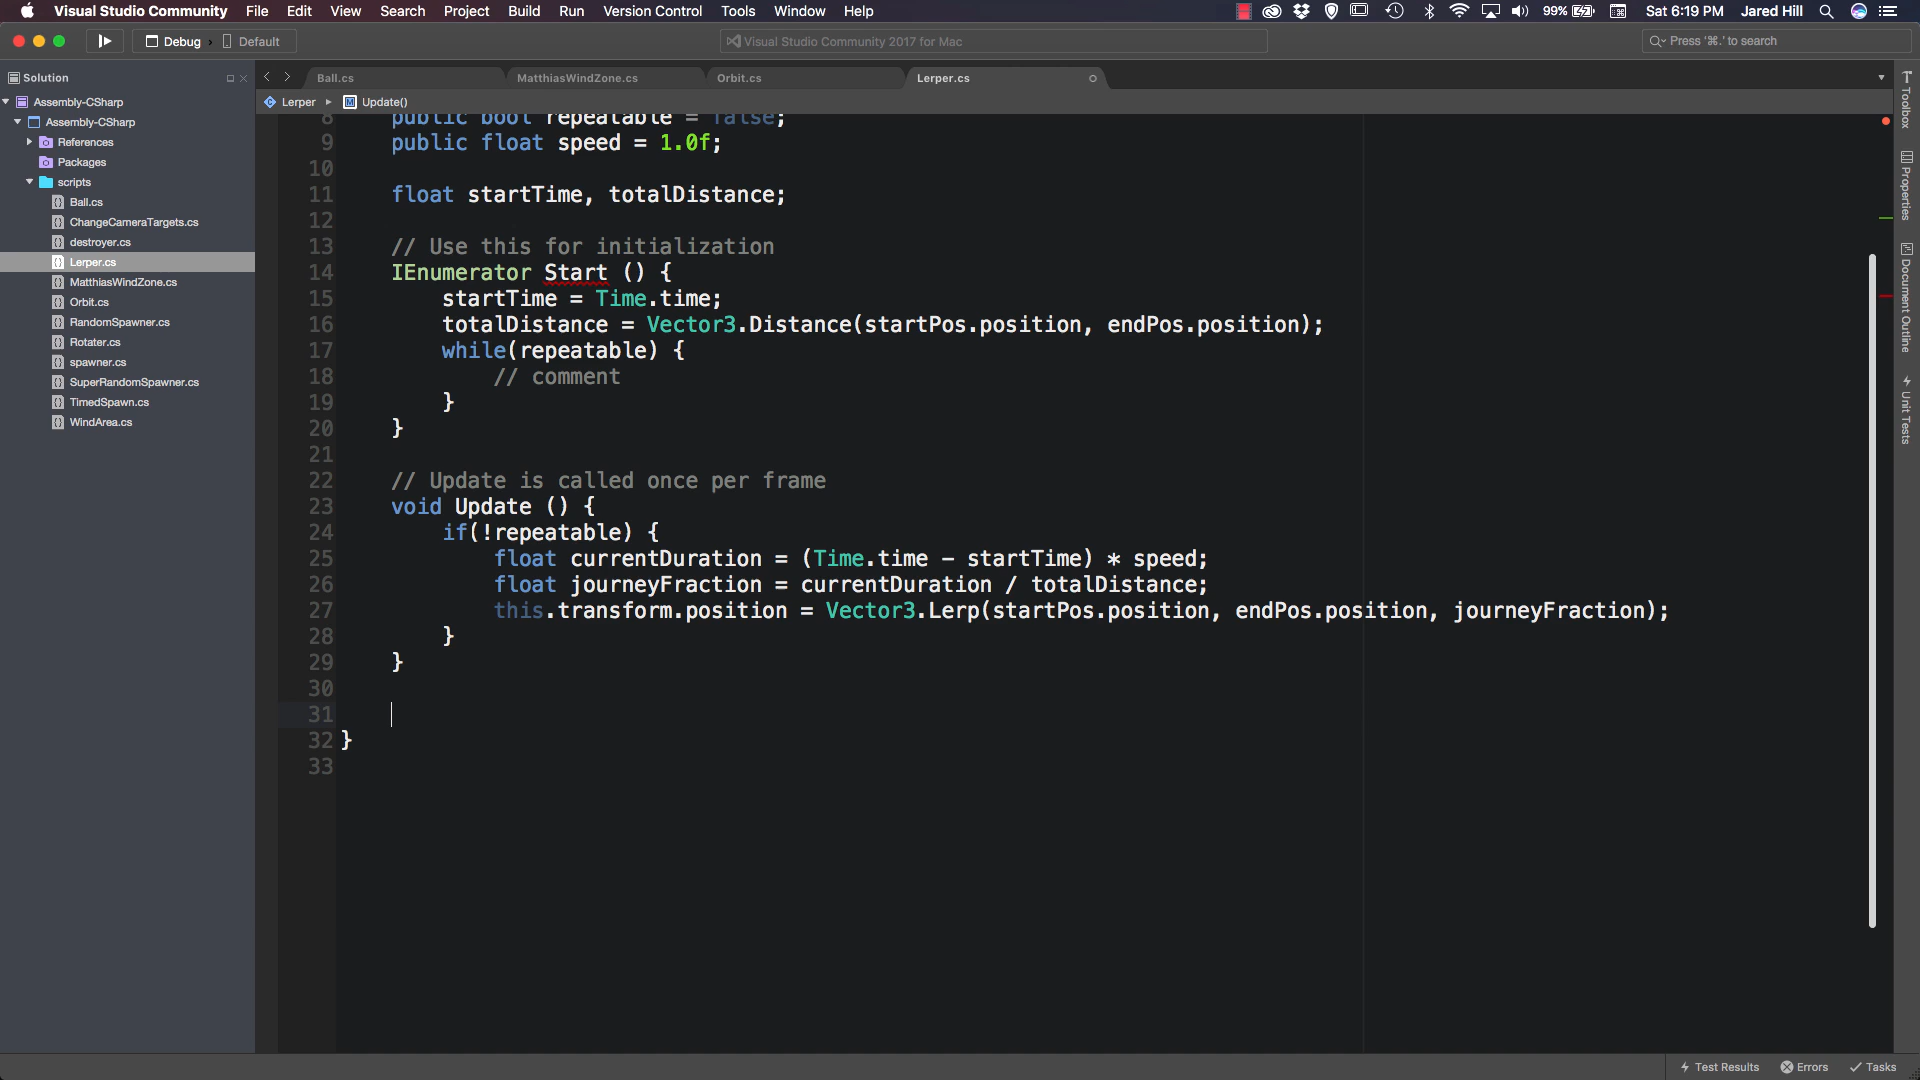 Visual Studio Community File Edit View Search Project Build Run Version Control Tools Window Help 99% Sat 6:19 PM Jared Hill
Debug › Default Visual Studio Community 2017 for Mac Press '⌘.' to search
Solution
Assembly-CSharp
Assembly-CSharp
References
Packages
scripts
Ball.cs
ChangeCameraTargets.cs
destroyer.cs
Lerper.cs
MatthiasWindZone.cs
Orbit.cs
RandomSpawner.cs
Rotater.cs
spawner.cs
SuperRandomSpawner.cs
TimedSpawn.cs
WindArea.cs
Ball.cs MatthiasWindZone.cs Orbit.cs Lerper.cs
Lerper ▸ Update()
8 public bool repeatable = false;
9 public float speed = 1.0f;
10
11 float startTime, totalDistance;
12
13 // Use this for initialization
14 IEnumerator Start () {
15 startTime = Time.time;
16 totalDistance = Vector3.Distance(startPos.position, endPos.position);
17 while(repeatable) {
18 // comment
19 }
20 }
21
22 // Update is called once per frame
23 void Update () {
24 if(!repeatable) {
25 float currentDuration = (Time.time - startTime) * speed;
26 float journeyFraction = currentDuration / totalDistance;
27 this.transform.position = Vector3.Lerp(startPos.position, endPos.position, journeyFraction);
28 }
29 }
30
31
32 }
33
Toolbox
Properties
Document Outline
Unit Tests
Test Results Errors Tasks